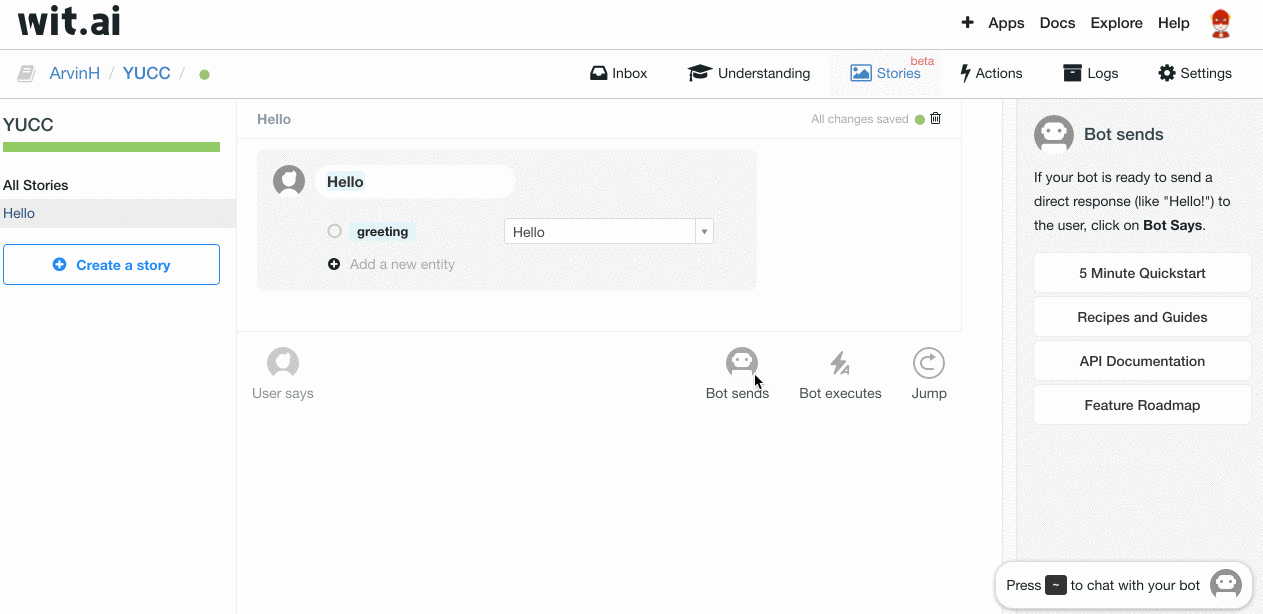 wit.ai
+ Apps Docs Explore Help
ArvinH / YUCC /
Inbox Understanding Stories beta Actions Logs Settings
YUCC
All Stories
Hello
Create a story
Hello
All changes saved
Hello
greeting Hello
Add a new entity
User says
Bot sends
Bot executes
Jump
Bot sends
If your bot is ready to send a
direct response (like "Hello!") to
the user, click on Bot Says.
5 Minute Quickstart
Recipes and Guides
API Documentation
Feature Roadmap
Press ~ to chat with your bot